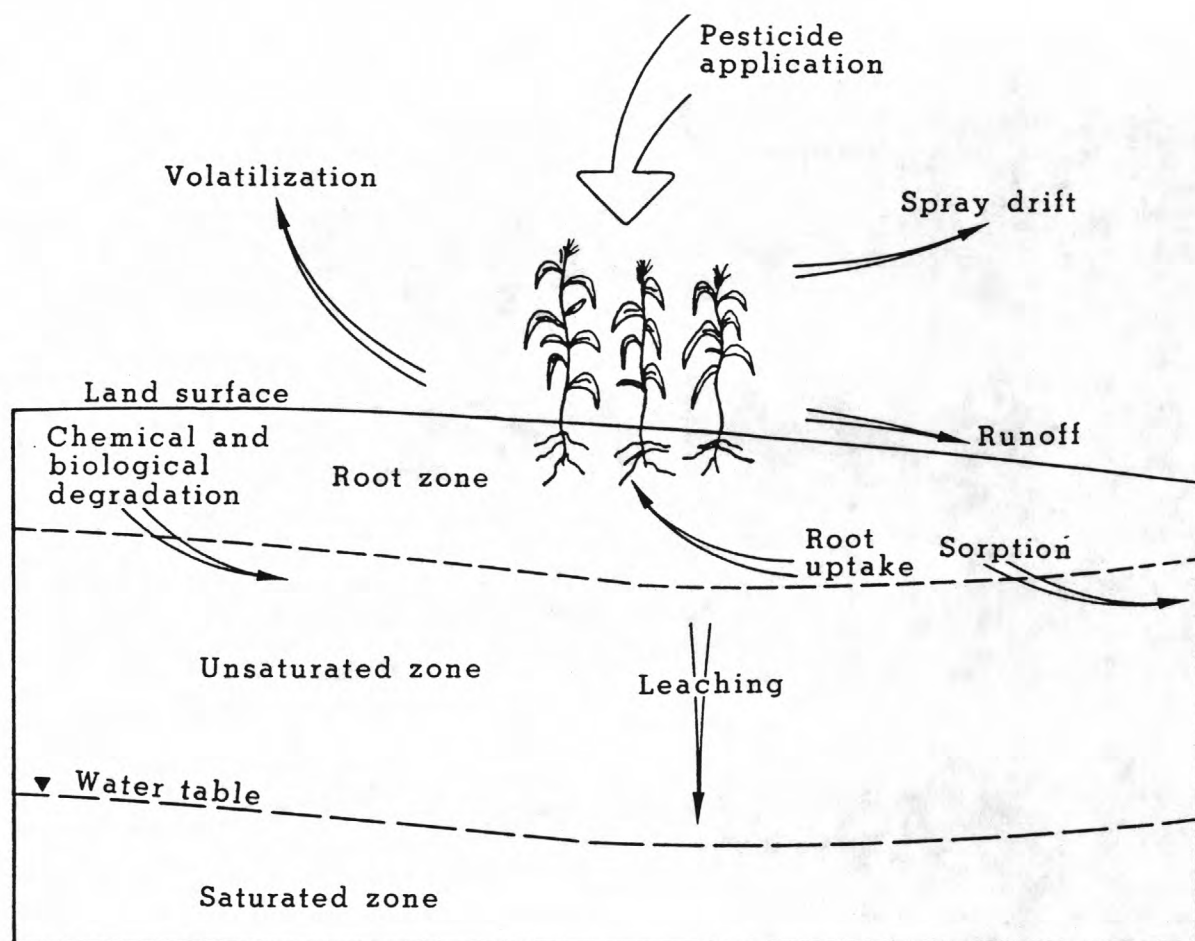 Pesticide
application
Volatilization
Spray drift
Land surface
Chemical and
biological
degradation
Root zone
Runoff
Root
uptake
Sorption
Unsaturated zone
Leaching
Water table
Saturated zone